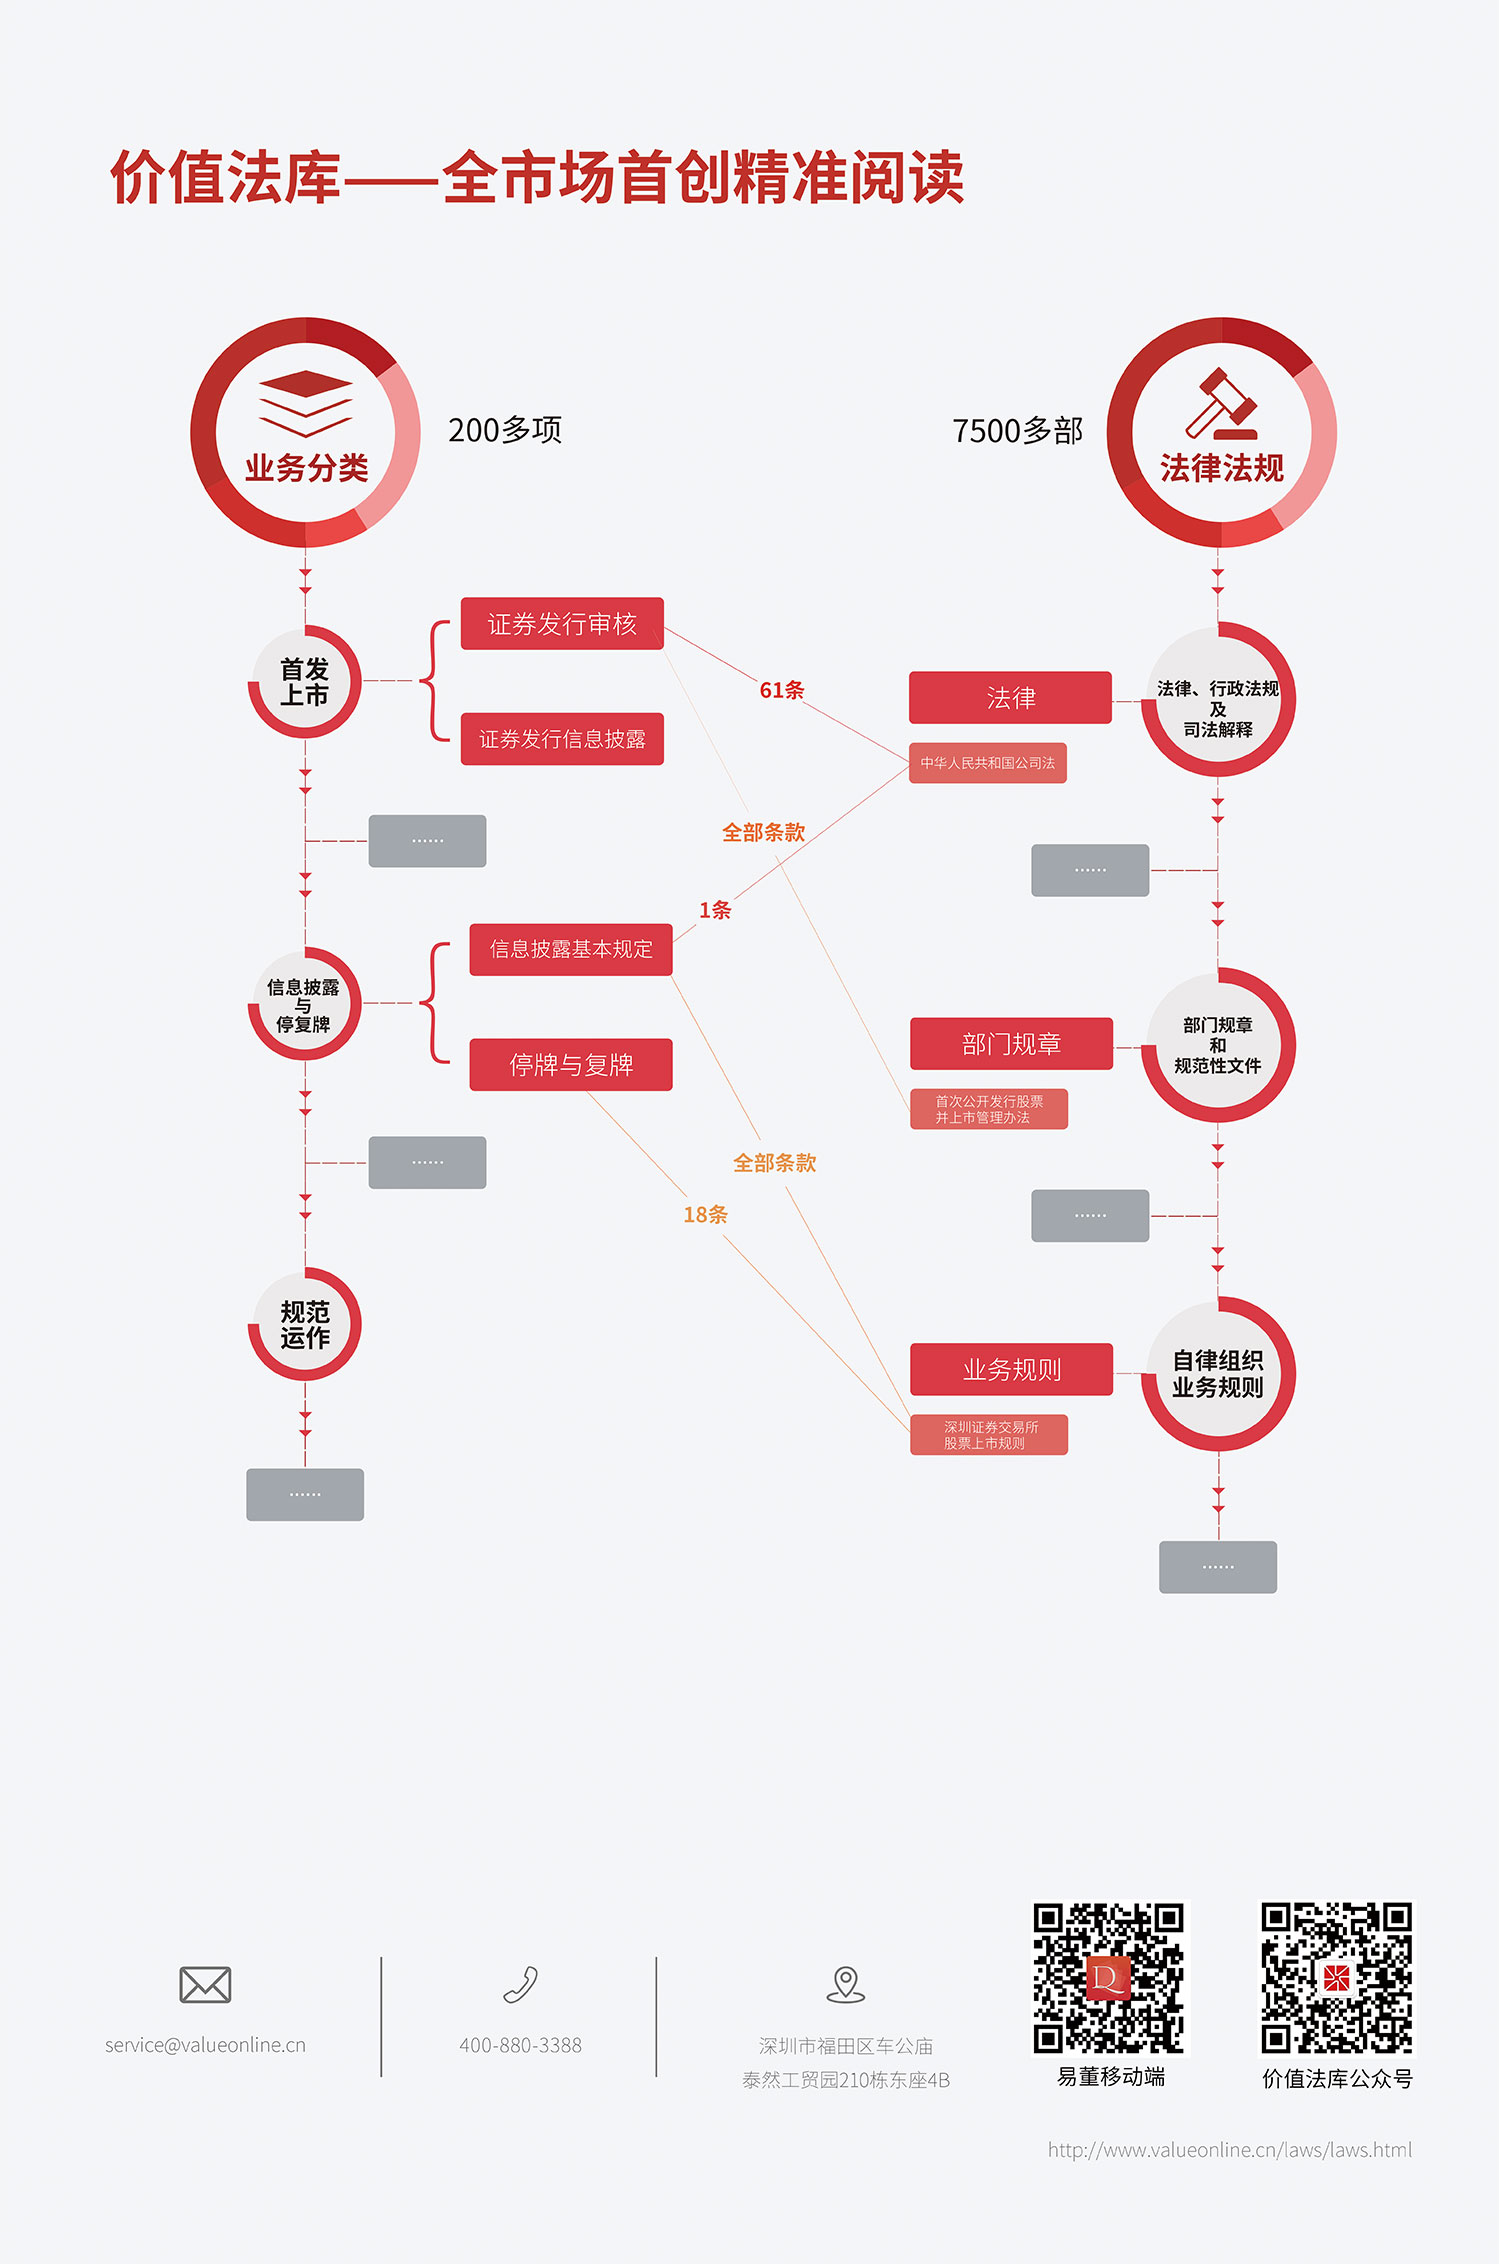 价值法库——全市场首创精准阅读
业务分类
200多项
7500多部
法律法规
首发
上市
证券发行审核
证券发行信息披露
61条
法律
中华人民共和国公司法
法律、行政法规
及
司法解释
······
全部条款
······
1条
信息披露
与
停复牌
信息披露基本规定
停牌与复牌
部门规章
首次公开发行股票
并上市管理办法
部门规章
和
规范性文件
······
全部条款
18条
······
规范
运作
业务规则
深圳证券交易所
股票上市规则
自律组织
业务规则
······
······
service@valueonline.cn
400-880-3388
深圳市福田区车公庙
泰然工贸园210栋东座4B
易董移动端
价值法库公众号
http://www.valueonline.cn/laws/laws.html